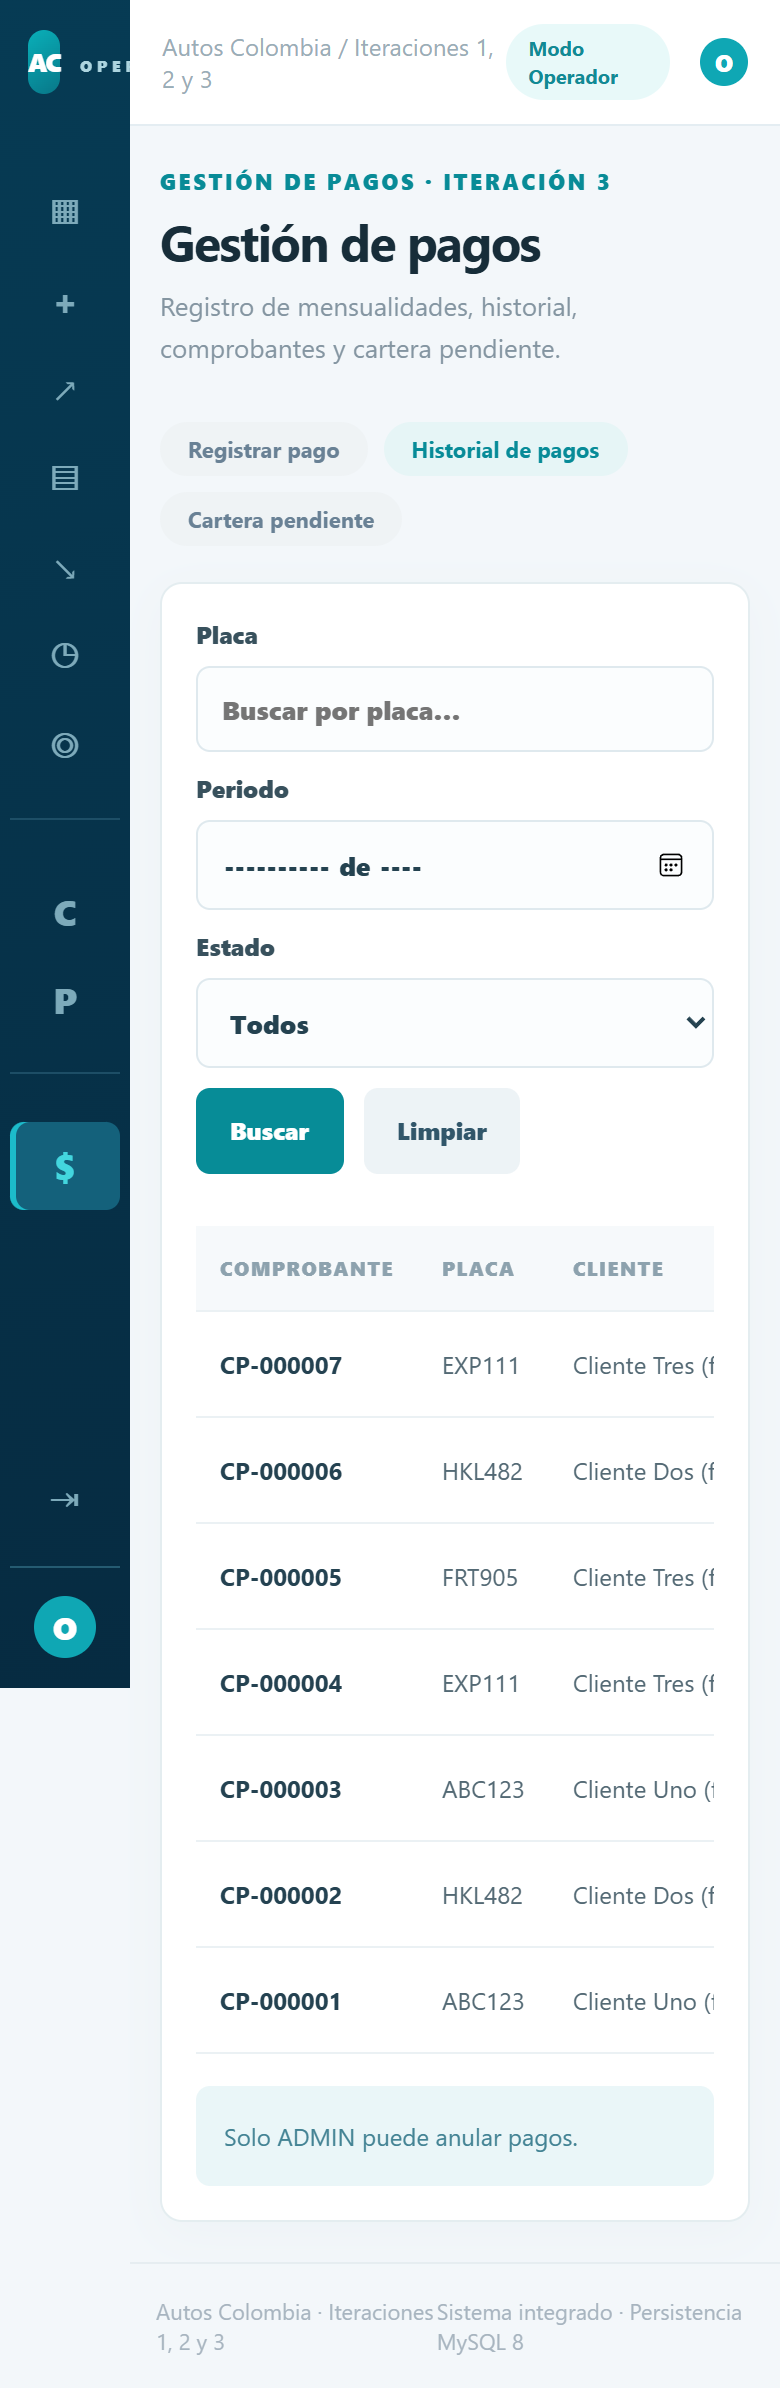 AC OPE
Autos Colombia / Iteraciones 1,
2 y 3
Modo
Operador
O
GESTIÓN DE PAGOS · ITERACIÓN 3
Gestión de pagos
Registro de mensualidades, historial,
comprobantes y cartera pendiente.
Registrar pago
Historial de pagos
Cartera pendiente
Placa
Buscar por placa...
Periodo
---------- de ----
Estado
Todos
Buscar
Limpiar
COMPROBANTE PLACA CLIENTE
CP-000007 EXP111 Cliente Tres (f
CP-000006 HKL482 Cliente Dos (f
CP-000005 FRT905 Cliente Tres (f
CP-000004 EXP111 Cliente Tres (f
CP-000003 ABC123 Cliente Uno (f
CP-000002 HKL482 Cliente Dos (f
CP-000001 ABC123 Cliente Uno (f
Solo ADMIN puede anular pagos.
C
P
$
O
Autos Colombia · Iteraciones
1, 2 y 3
Sistema integrado · Persistencia
MySQL 8